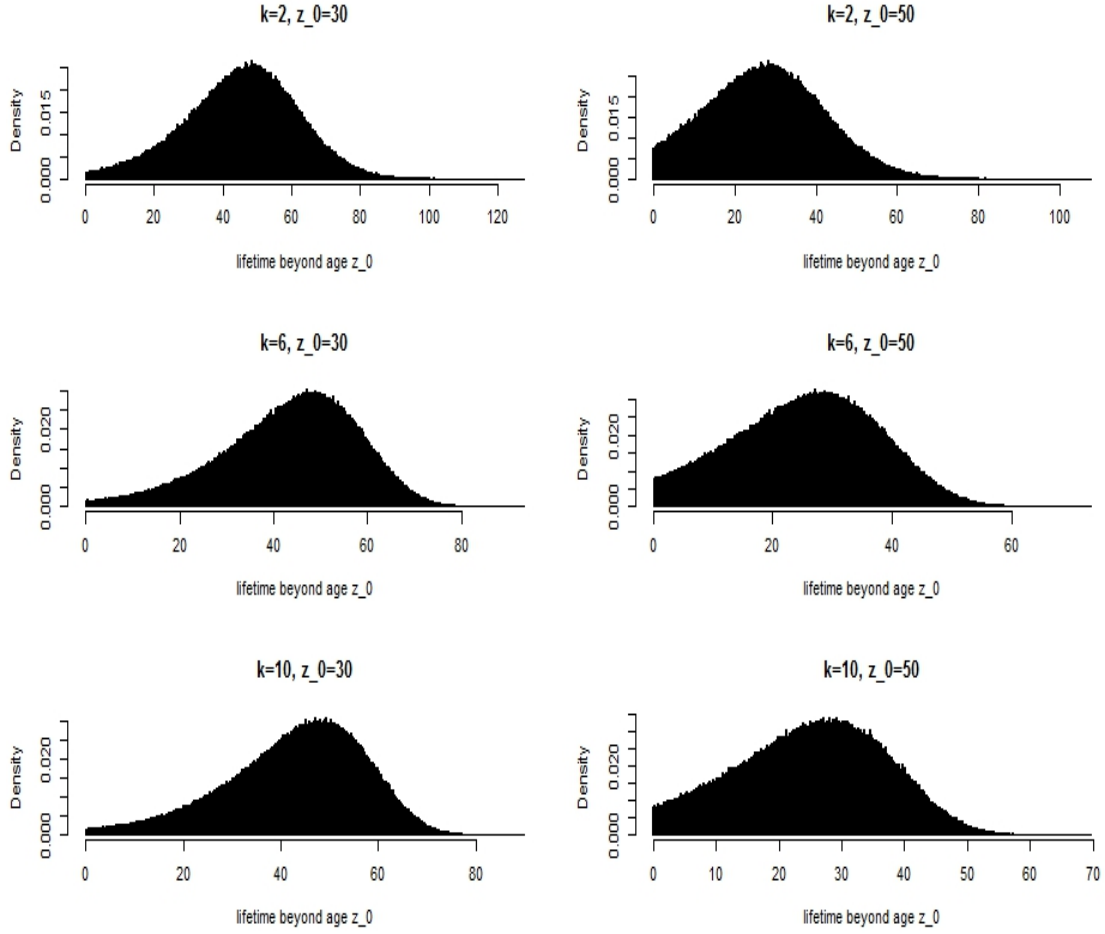 k=2, z_0=30
Density
0.000 0.015
0 20 40 60 80 100 120
lifetime beyond age z_0
k=2, z_0=50
Density
0.000 0.015
0 20 40 60 80 100
lifetime beyond age z_0
k=6, z_0=30
Density
0.000 0.020
0 20 40 60 80
lifetime beyond age z_0
k=6, z_0=50
Density
0.000 0.020
0 20 40 60
lifetime beyond age z_0
k=10, z_0=30
Density
0.000 0.020
0 20 40 60 80
lifetime beyond age z_0
k=10, z_0=50
Density
0.000 0.020
0 10 20 30 40 50 60 70
lifetime beyond age z_0